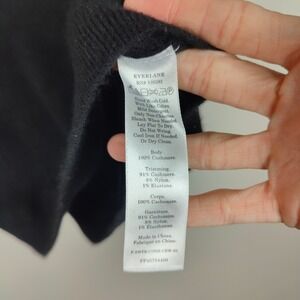 EVERLANE
Hand Wash Cold.
With Like Colors.
Mild Detergent.
Only Non-Chlorine
Bleach When Needed.
Lay Flat To Dry.
Do Not Wring.
Cool Iron If Needed.
Or Dry Clean.
Body
100% Cashmere.
Trimming
91% Cashmere
8% Nylon
1% Elastane
Corps
100% Cashmere.
Garniture
91% Cashmere
8% Nylon
1% Elasthanne
Made in China.
Fabriqué en Chine.